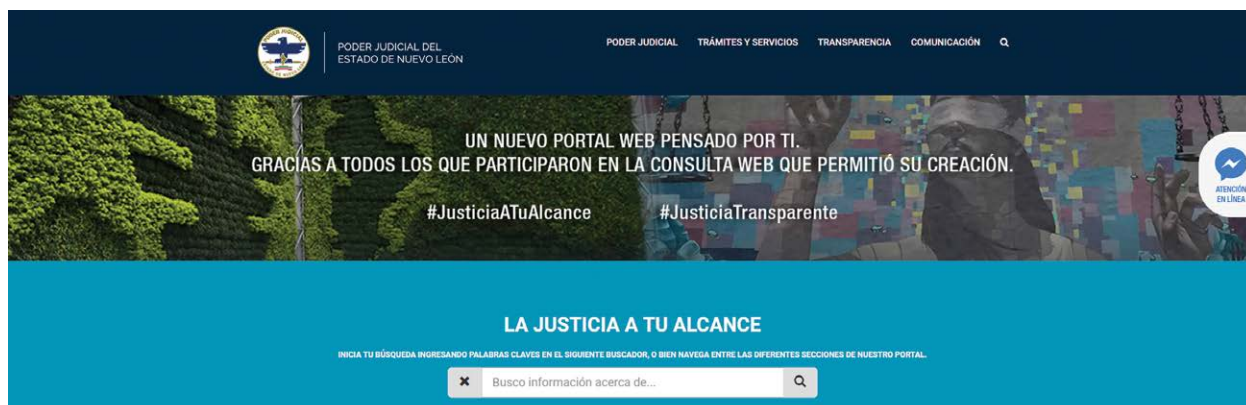 PODER JUDICIAL DEL
ESTADO DE NUEVO LEÓN
PODER JUDICIAL TRÁMITES Y SERVICIOS TRANSPARENCIA COMUNICACIÓN
UN NUEVO PORTAL WEB PENSADO POR TI.
GRACIAS A TODOS LOS QUE PARTICIPARON EN LA CONSULTA WEB QUE PERMITIÓ SU CREACIÓN.
#JusticiaATuAlcance #JusticiaTransparente
ATENCIÓN
EN LÍNEA
LA JUSTICIA A TU ALCANCE
INICIA TU BÚSQUEDA INGRESANDO PALABRAS CLAVES EN EL SIGUIENTE BUSCADOR, O BIEN NAVEGA ENTRE LAS DIFERENTES SECCIONES DE NUESTRO PORTAL.
Busco información acerca de...